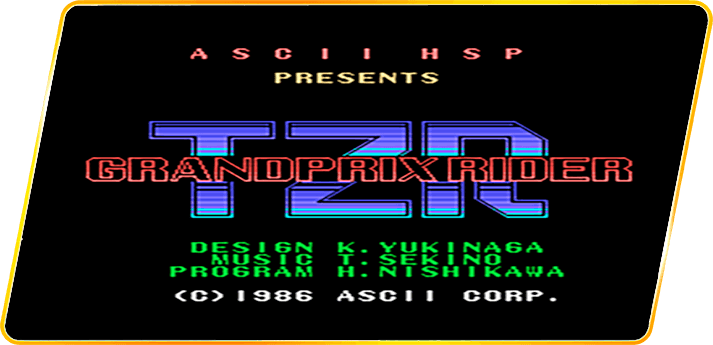 ASCII HSP
PRESENTS
TZR
GRANDPRIX RIDER
DESIGN K.YUKINAGA
MUSIC T.SEKINO
PROGRAM H.NISHIKAWA
(C)1986 ASCII CORP.